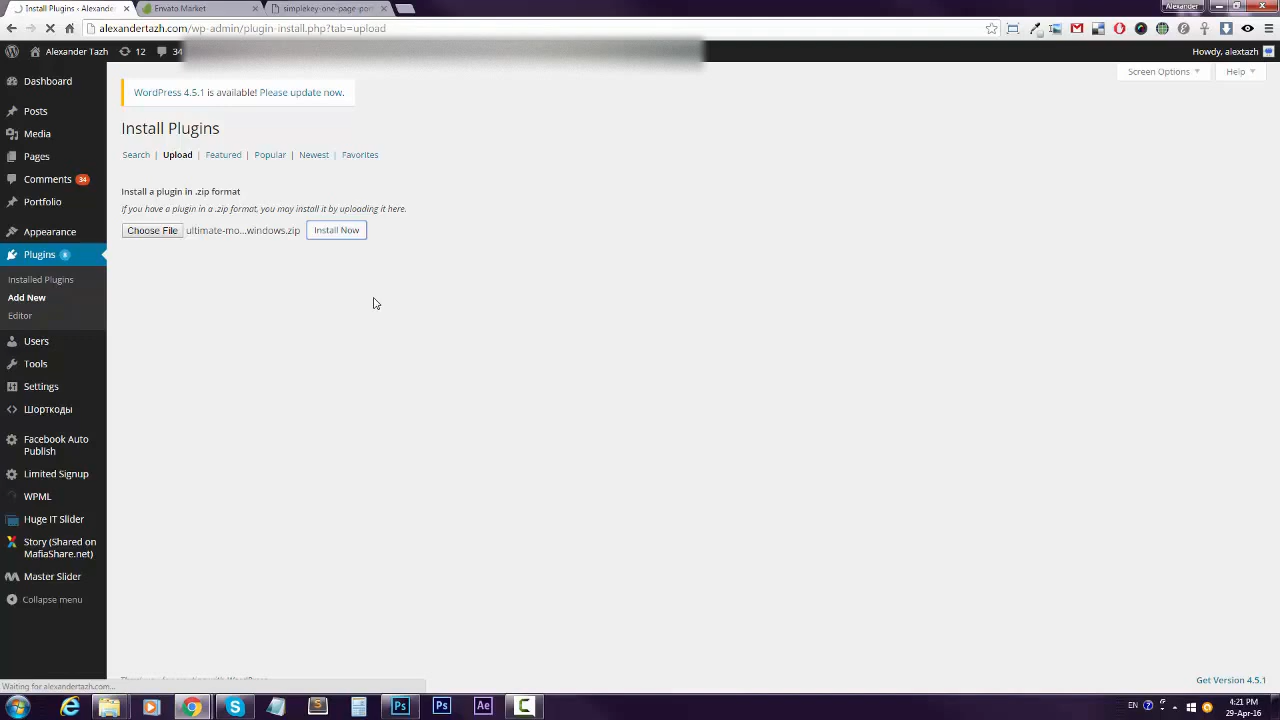 Install Plugins ‹ Alexander
Envato Market
simplekey-one-page-port
Alexander
alexandertazh.com/wp-admin/plugin-install.php?tab=upload
Alexander Tazh
12
34
Howdy, alextazh
Screen Options
Help
WordPress 4.5.1 is available! Please update now.
Install Plugins
Search | Upload | Featured | Popular | Newest | Favorites
Install a plugin in .zip format
If you have a plugin in a .zip format, you may install it by uploading it here.
Choose File ultimate-mo...windows.zip Install Now
Dashboard
Posts
Media
Pages
Comments 34
Portfolio
Appearance
Plugins 8
Installed Plugins
Add New
Editor
Users
Tools
Settings
Шорткоды
Facebook Auto
Publish
Limited Signup
WPML
Huge IT Slider
Story (Shared on
MafiaShare.net)
Master Slider
Collapse menu
Get Version 4.5.1
Waiting for alexandertazh.com...
Ps
Ps
Ae
EN
4:21 PM
29-Apr-16